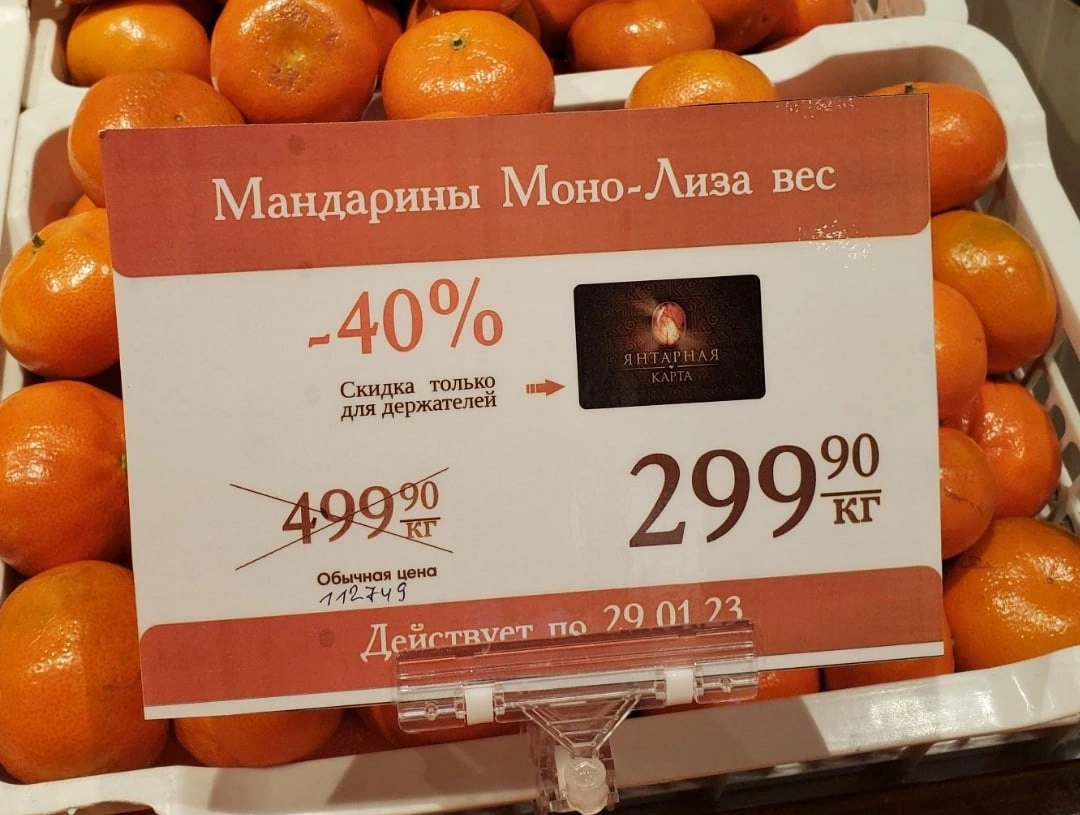 Мандарины Моно-Лиза вес
-40%
Скидка только
для держателей
ЯНТАРНАЯ
КАРТА
499 90
кг
Обычная цена
112749
299 90
кг
Действует по 29.01.23